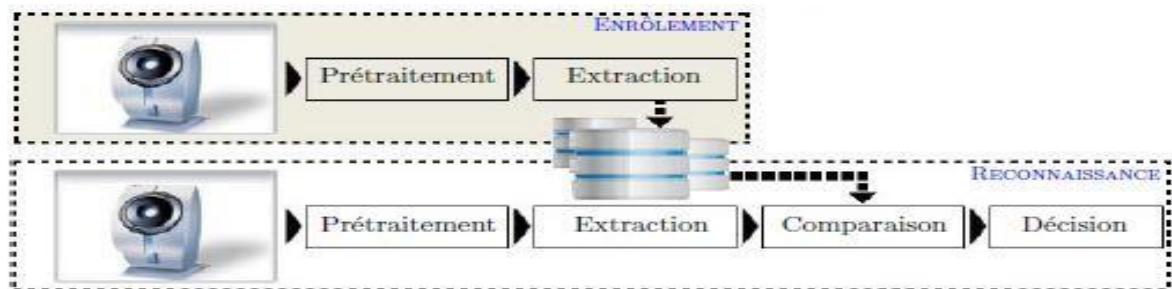 ENRÔLEMENT
Prétraitement
Extraction
RECONNAISSANCE
Prétraitement
Extraction
Comparaison
Décision